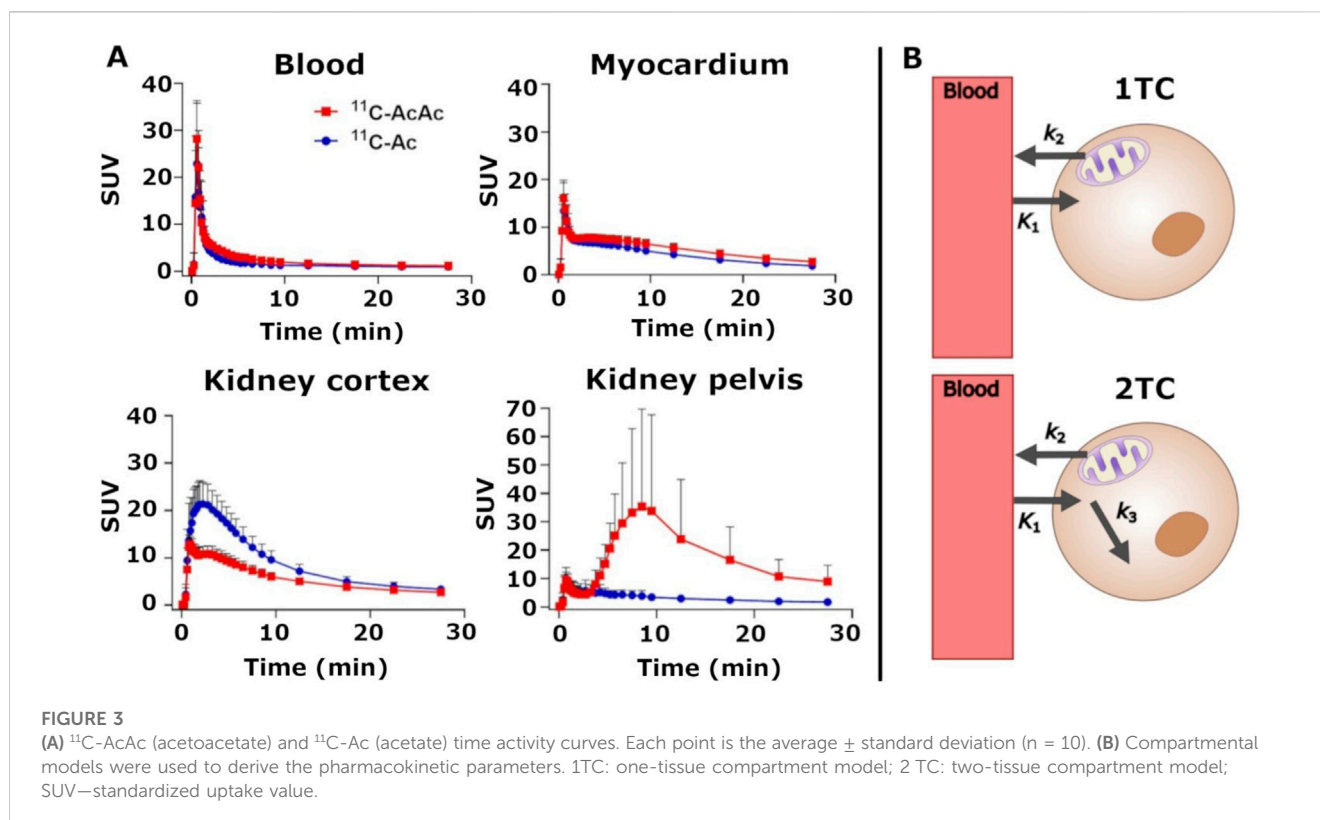 A
Blood
40
30
20
10
0
SUV
0
10
20
30
Time (min)
¹¹C-AcAc
¹¹C-Ac
Myocardium
40
30
20
10
0
SUV
0
10
20
30
Time (min)
Kidney cortex
40
30
20
10
0
SUV
0
10
20
30
Time (min)
Kidney pelvis
70
60
50
40
30
20
10
0
SUV
0
10
20
30
Time (min)
B
Blood
1TC
k₂
K₁
Blood
2TC
k₂
K₁
k₃
FIGURE 3
(A) ¹¹C-AcAc (acetoacetate) and ¹¹C-Ac (acetate) time activity curves. Each point is the average ± standard deviation (n = 10). (B) Compartmental
models were used to derive the pharmacokinetic parameters. 1TC: one-tissue compartment model; 2 TC: two-tissue compartment model;
SUV—standardized uptake value.